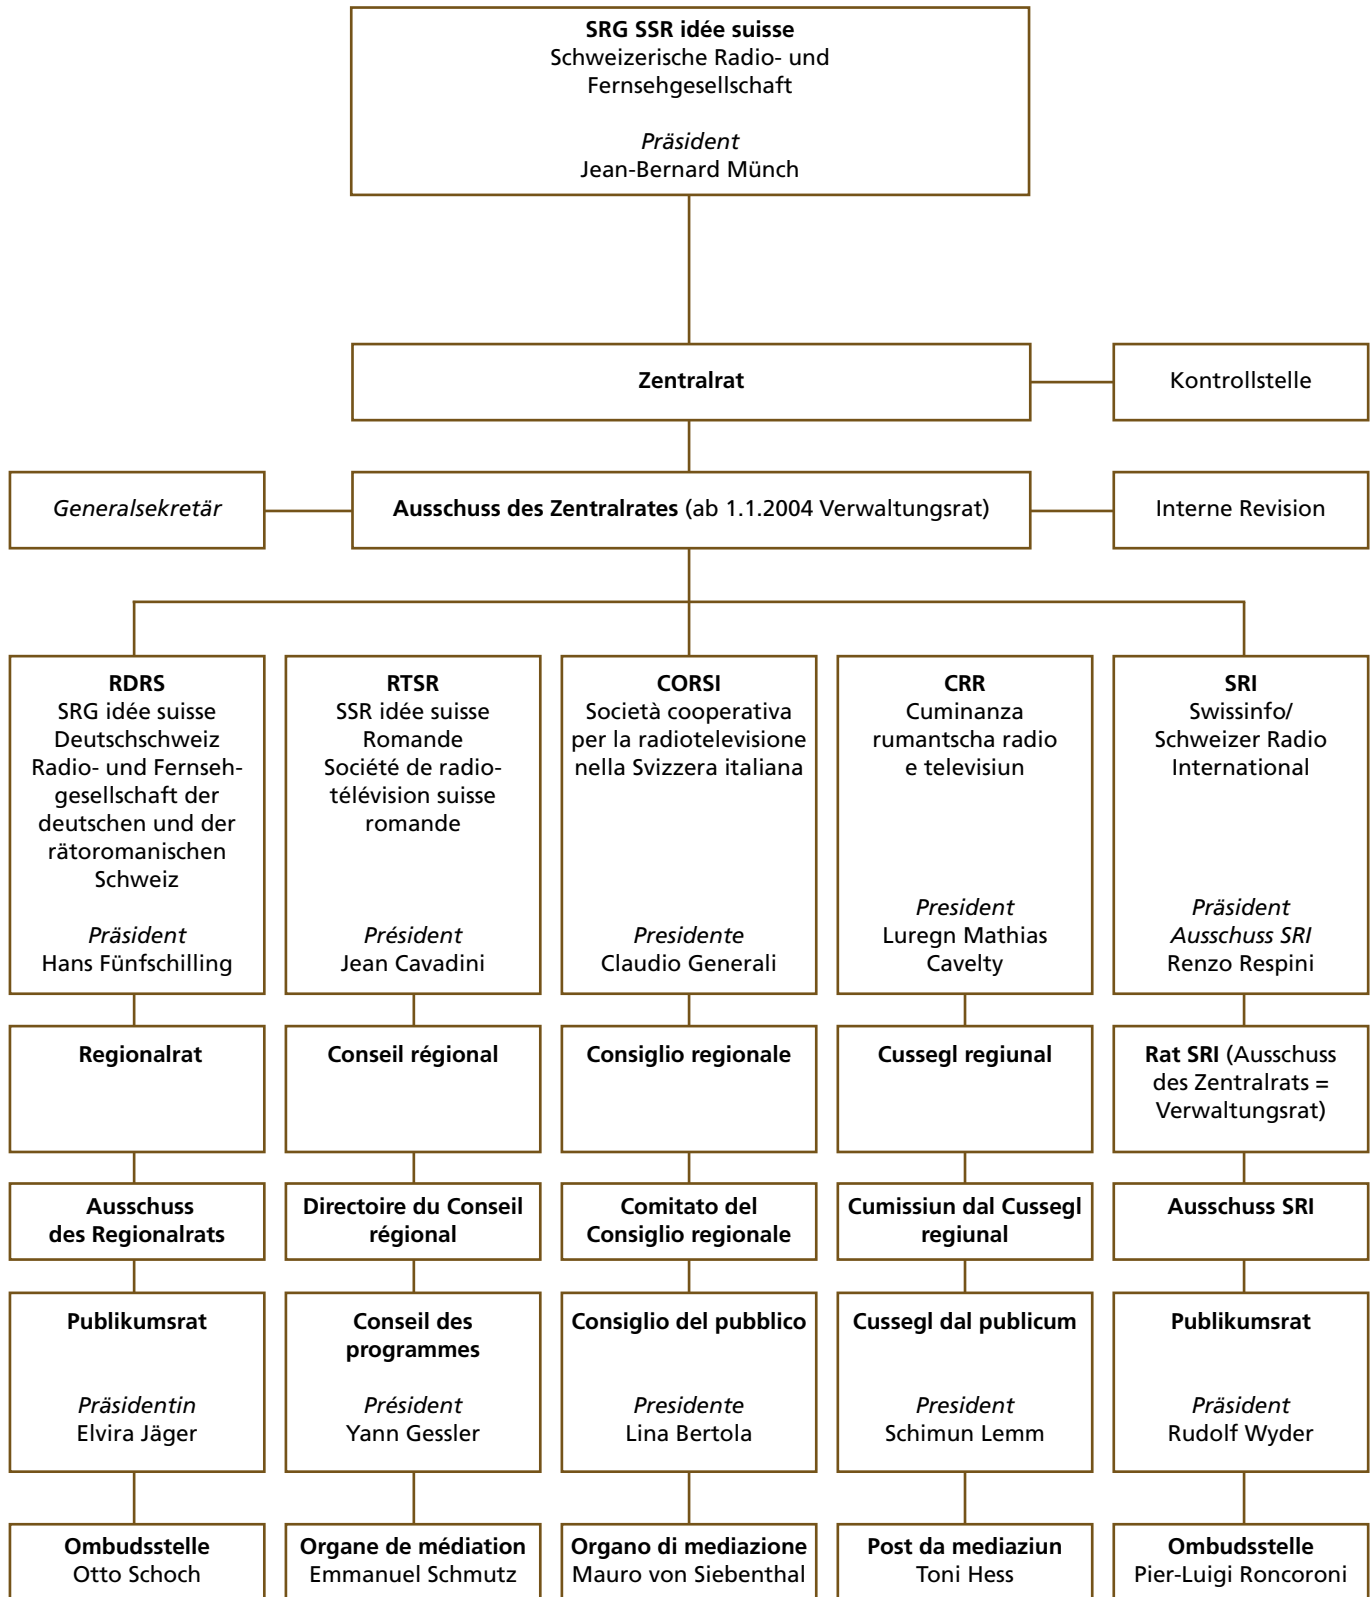 SRG SSR idée suisse
Schweizerische Radio- und
Fernsehgesellschaft
Präsident
Jean-Bernard Münch
Zentralrat
Kontrollstelle
Generalsekretär
Ausschuss des Zentralrates (ab 1.1.2004 Verwaltungsrat)
Interne Revision
RDRS
SRG idée suisse
Deutschschweiz
Radio- und Fernseh-
gesellschaft der
deutschen und der
rätoromanischen
Schweiz
Präsident
Hans Fünfschilling
RTSR
SSR idée suisse
Romande
Société de radio-
télévision suisse
romande
Président
Jean Cavadini
CORSI
Società cooperativa
per la radiotelevisione
nella Svizzera italiana
Presidente
Claudio Generali
CRR
Cuminanza
rumantscha radio
e televisiun
President
Luregn Mathias
Cavelty
SRI
Swissinfo/
Schweizer Radio
International
Präsident
Ausschuss SRI
Renzo Respini
Regionalrat
Conseil régional
Consiglio regionale
Cussegl regiunal
Rat SRI (Ausschuss
des Zentralrats =
Verwaltungsrat)
Ausschuss
des Regionalrats
Directoire du Conseil
régional
Comitato del
Consiglio regionale
Cumissiun dal Cussegl
regiunal
Ausschuss SRI
Publikumsrat
Präsidentin
Elvira Jäger
Conseil des
programmes
Président
Yann Gessler
Consiglio del pubblico
Presidente
Lina Bertola
Cussegl dal publicum
President
Schimun Lemm
Publikumsrat
Präsident
Rudolf Wyder
Ombudsstelle
Otto Schoch
Organe de médiation
Emmanuel Schmutz
Organo di mediazione
Mauro von Siebenthal
Post da mediaziun
Toni Hess
Ombudsstelle
Pier-Luigi Roncoroni